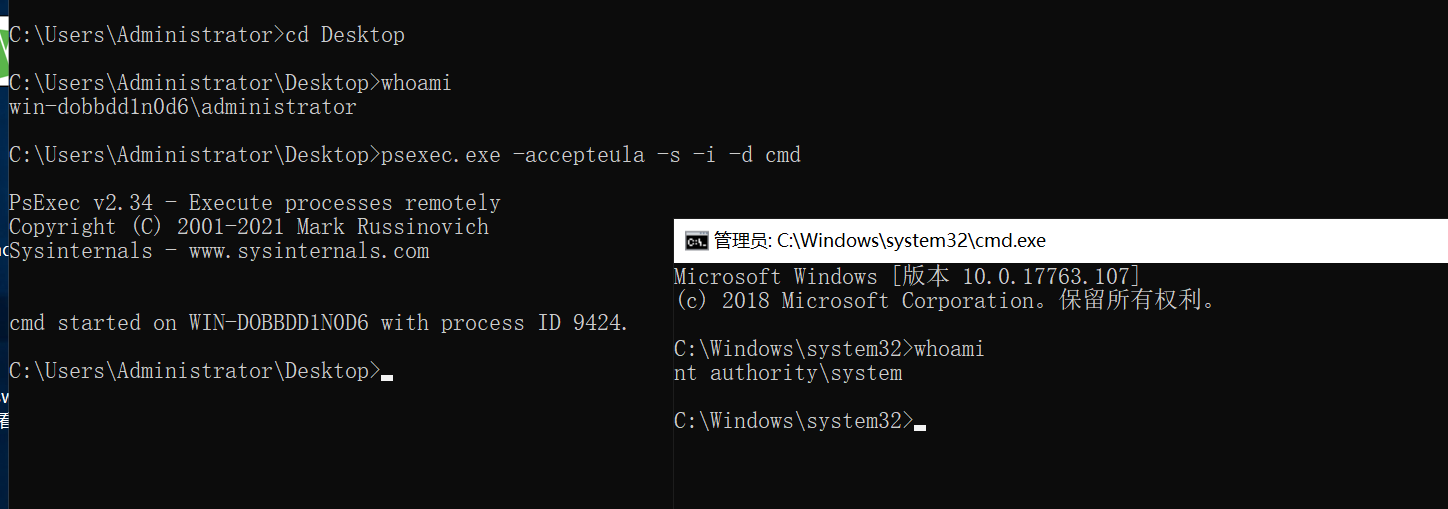 C:\Users\Administrator>cd Desktop
C:\Users\Administrator\Desktop>whoami
win-dobbdd1n0d6\administrator
C:\Users\Administrator\Desktop>psexec.exe -accepteula -s -i -d cmd
PsExec v2.34 - Execute processes remotely
Copyright (C) 2001-2021 Mark Russinovich
Sysinternals - www.sysinternals.com
cmd started on WIN-DOBBDD1N0D6 with process ID 9424.
C:\Users\Administrator\Desktop>
管理员: C:\Windows\system32\cmd.exe
Microsoft Windows [版本 10.0.17763.107]
(c) 2018 Microsoft Corporation。保留所有权利。
C:\Windows\system32>whoami
nt authority\system
C:\Windows\system32>